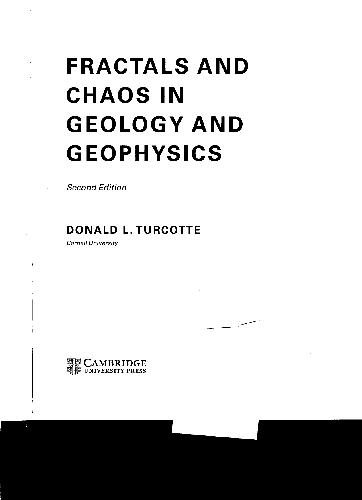 FRACTALS AND
CHAOS IN
GEOLOGY AND
GEOPHYSICS
Second Edition
DONALD L. TURCOTTE
Cornell University
CAMBRIDGE
UNIVERSITY PRESS